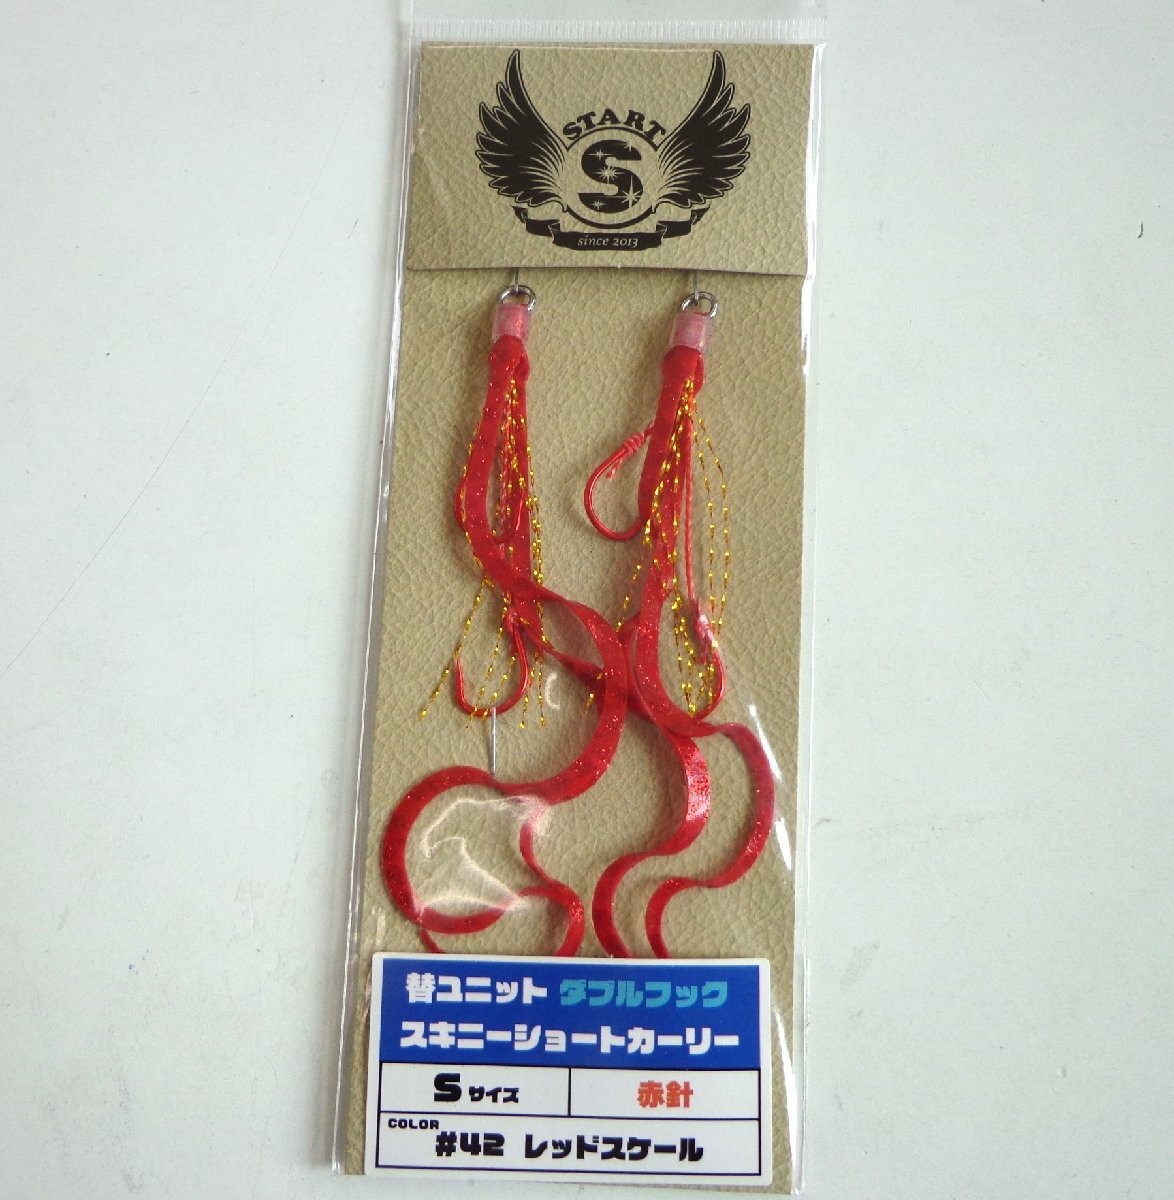 START
S
since 2013
替ユニット ダブルフック
スキニーショートカーリー
S サイズ
赤針
COLOR
#42 レッドスケール